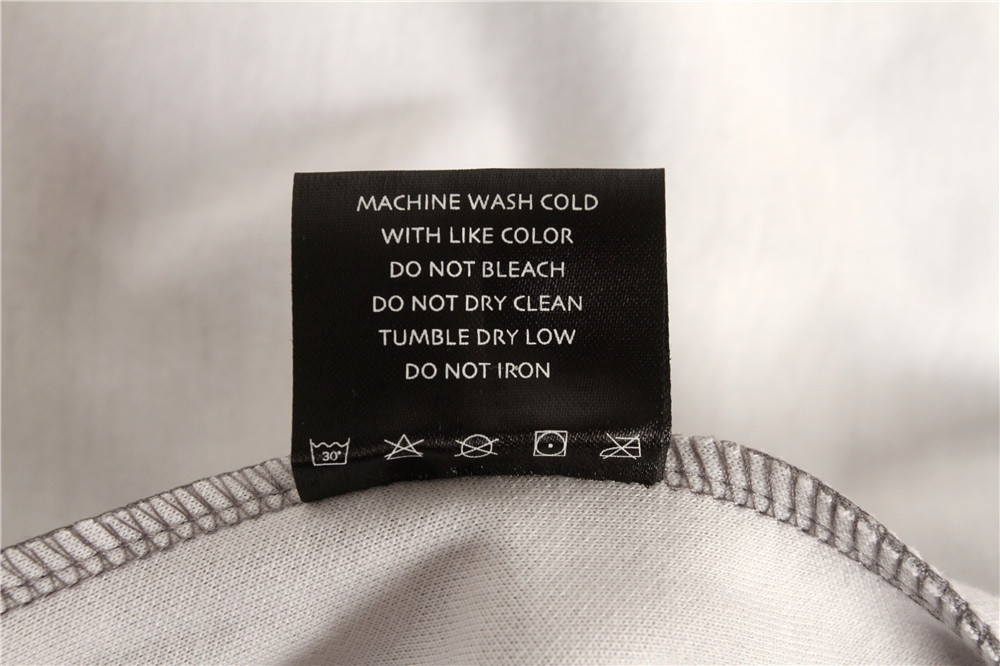 MACHINE WASH COLD
WITH LIKE COLOR
DO NOT BLEACH
DO NOT DRY CLEAN
TUMBLE DRY LOW
DO NOT IRON
30°